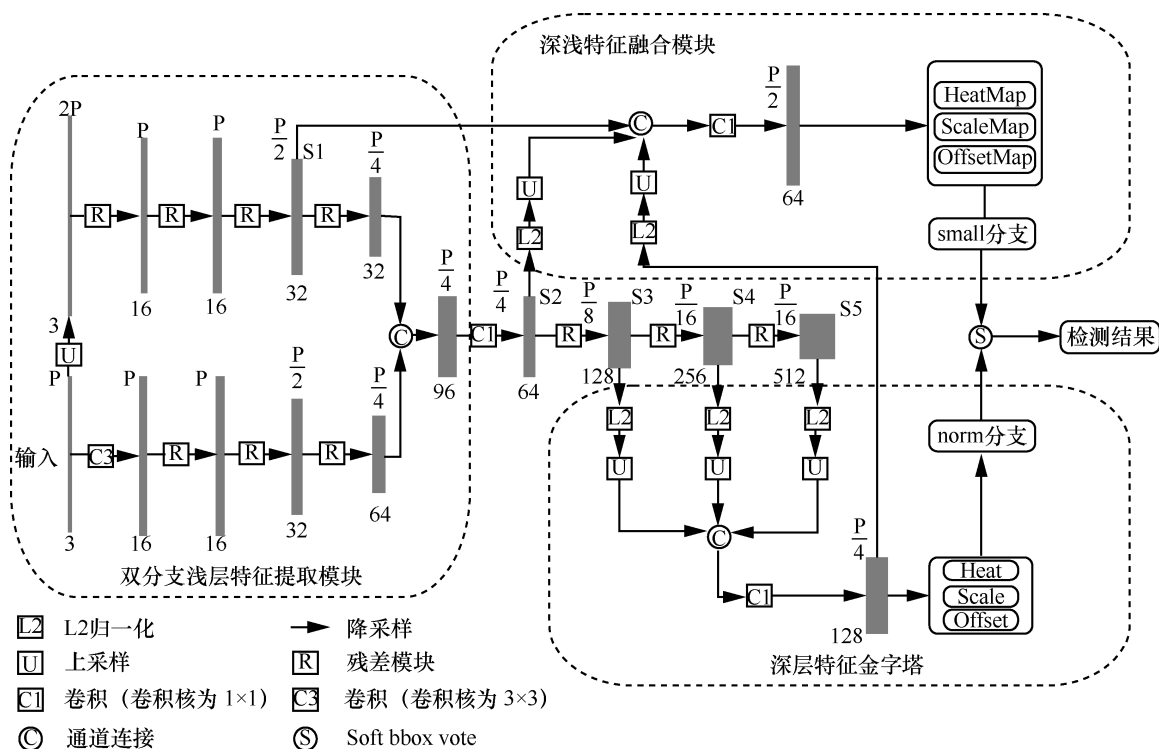 深浅特征融合模块
2P
P
P
P/2
S1
P/4
P/2
C
C1
HeatMap
ScaleMap
OffsetMap
U
U
R
R
R
R
64
L2
L2
small分支
16
16
32
32
P/4
P/4
S2
P/8
S3
P/16
S4
P/16
S5
3
U
C
C1
R
R
R
S
检测结果
P
P
P
P/2
P/4
96
64
128
256
512
输入
C3
R
R
R
L2
L2
L2
norm分支
U
U
U
3
16
16
32
64
C
P/4
双分支浅层特征提取模块
C1
Heat
Scale
Offset
128
深层特征金字塔
L2 L2归一化
降采样
U 上采样
R 残差模块
C1 卷积（卷积核为 1×1）
C3 卷积（卷积核为 3×3）
C 通道连接
S Soft bbox vote